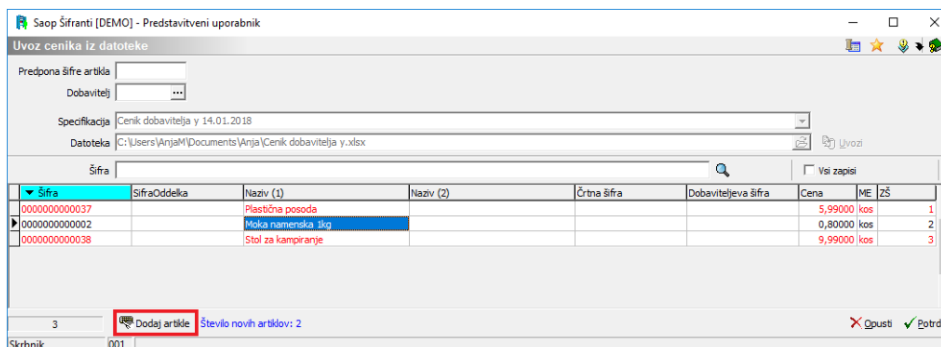 Saop Šifranti [DEMO] - Predstavitveni uporabnik
Uvoz cenika iz datoteke
Predpona šifre artikla
Dobavitelj ...
Specifikacija Cenik dobavitelja y 14.01.2018
Datoteka C:\Users\AnjaM\Documents\Anja\Cenik dobavitelja y.xlsx Uvozi
Šifra Vsi zapisi
Šifra SifraOddelka Naziv (1) Naziv (2) Črtna šifra Dobaviteljeva šifra Cena ME ZŠ
0000000000037 Plastična posoda 5,99000 kos 1
0000000000002 Moka namenska 1kg 0,80000 kos 2
0000000000038 Stol za kampiranje 9,99000 kos 3
3 Dodaj artikle Število novih artiklov: 2 Opusti Potrd
Skrbnik 001